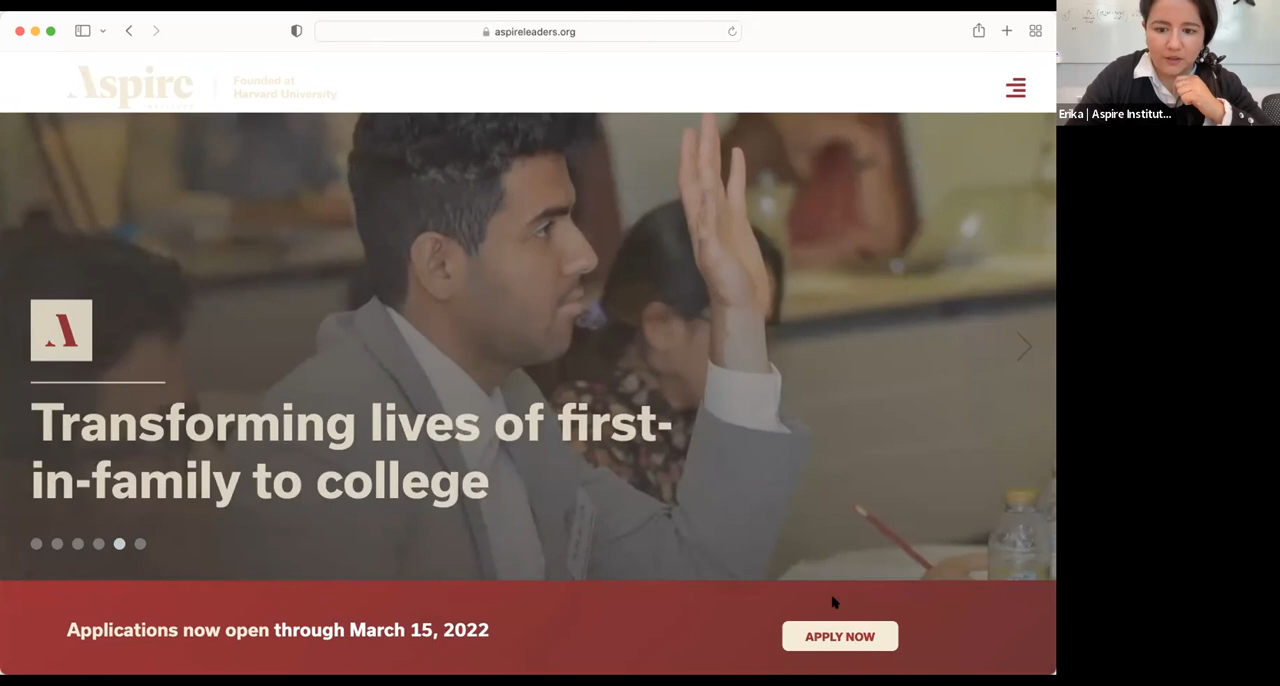 aspireleaders.org
Aspire
Founded at
Harvard University
Erika | Aspire Institut...
A
Transforming lives of first-
in-family to college
Applications now open through March 15, 2022
APPLY NOW